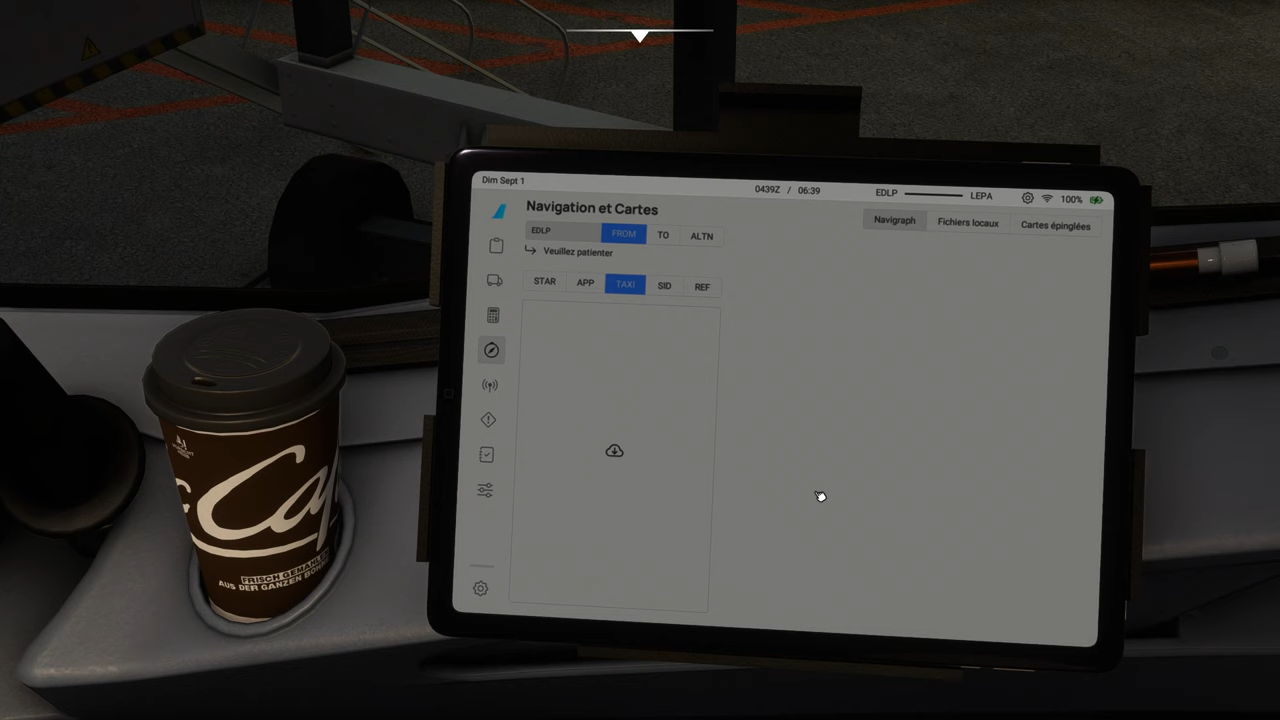 Dim Sept 1
0439Z / 06:39
EDLP
LEPA
100%
Navigation et Cartes
Navigraph
Fichiers locaux
Cartes épinglées
EDLP
FROM
TO
ALTN
Veuillez patienter
STAR
APP
TAXI
SID
REF
FRISCH GEMAHLEN
AUS DER GANZEN BOHNE